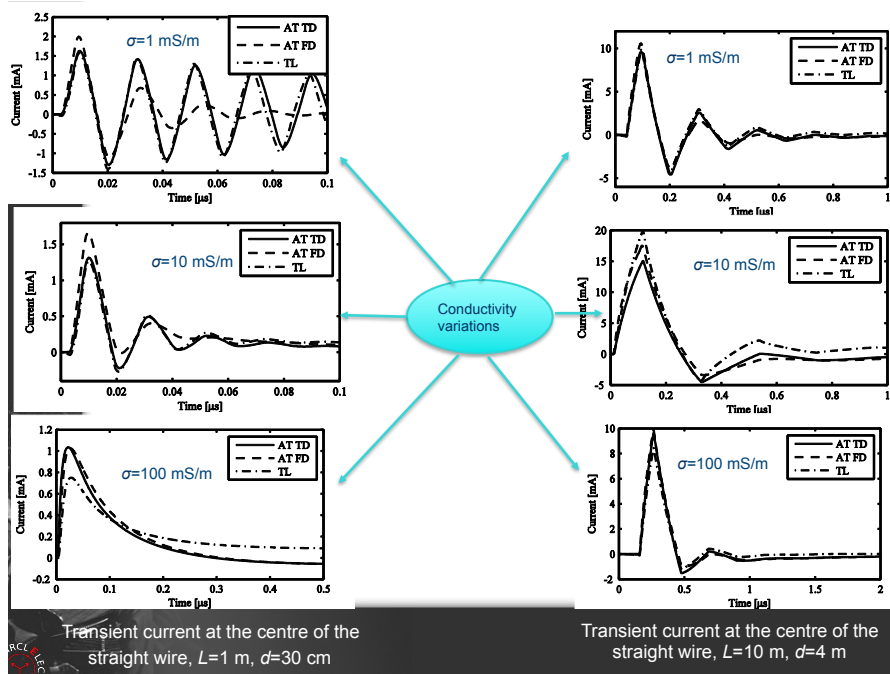 2.5
2
1.5
1
0.5
0
-0.5
-1
-1.5
Current [mA]
σ=1 mS/m
AT TD
AT FD
TL
0
0.02
0.04
0.06
0.08
0.1
Time [µs]
10
5
0
-5
Current [mA]
σ=1 mS/m
AT TD
AT FD
TL
0
0.2
0.4
0.6
0.8
1
Time [µs]
1.5
1
0.5
0
Current [mA]
σ=10 mS/m
AT TD
AT FD
TL
0
0.02
0.04
0.06
0.08
0.1
Time [µs]
Conductivity
variations
20
15
10
5
0
-5
Current [mA]
σ=10 mS/m
AT TD
AT FD
TL
0
0.2
0.4
0.6
0.8
1
Time [µs]
1.2
1
0.8
0.6
0.4
0.2
0
-0.2
Current [mA]
σ=100 mS/m
AT TD
AT FD
TL
0
0.1
0.2
0.3
0.4
0.5
Time [µs]
10
8
6
4
2
0
-2
Current [mA]
σ=100 mS/m
AT TD
AT FD
TL
0
0.5
1
1.5
2
Time [µs]
Transient current at the centre of the
straight wire, L=1 m, d=30 cm
Transient current at the centre of the
straight wire, L=10 m, d=4 m